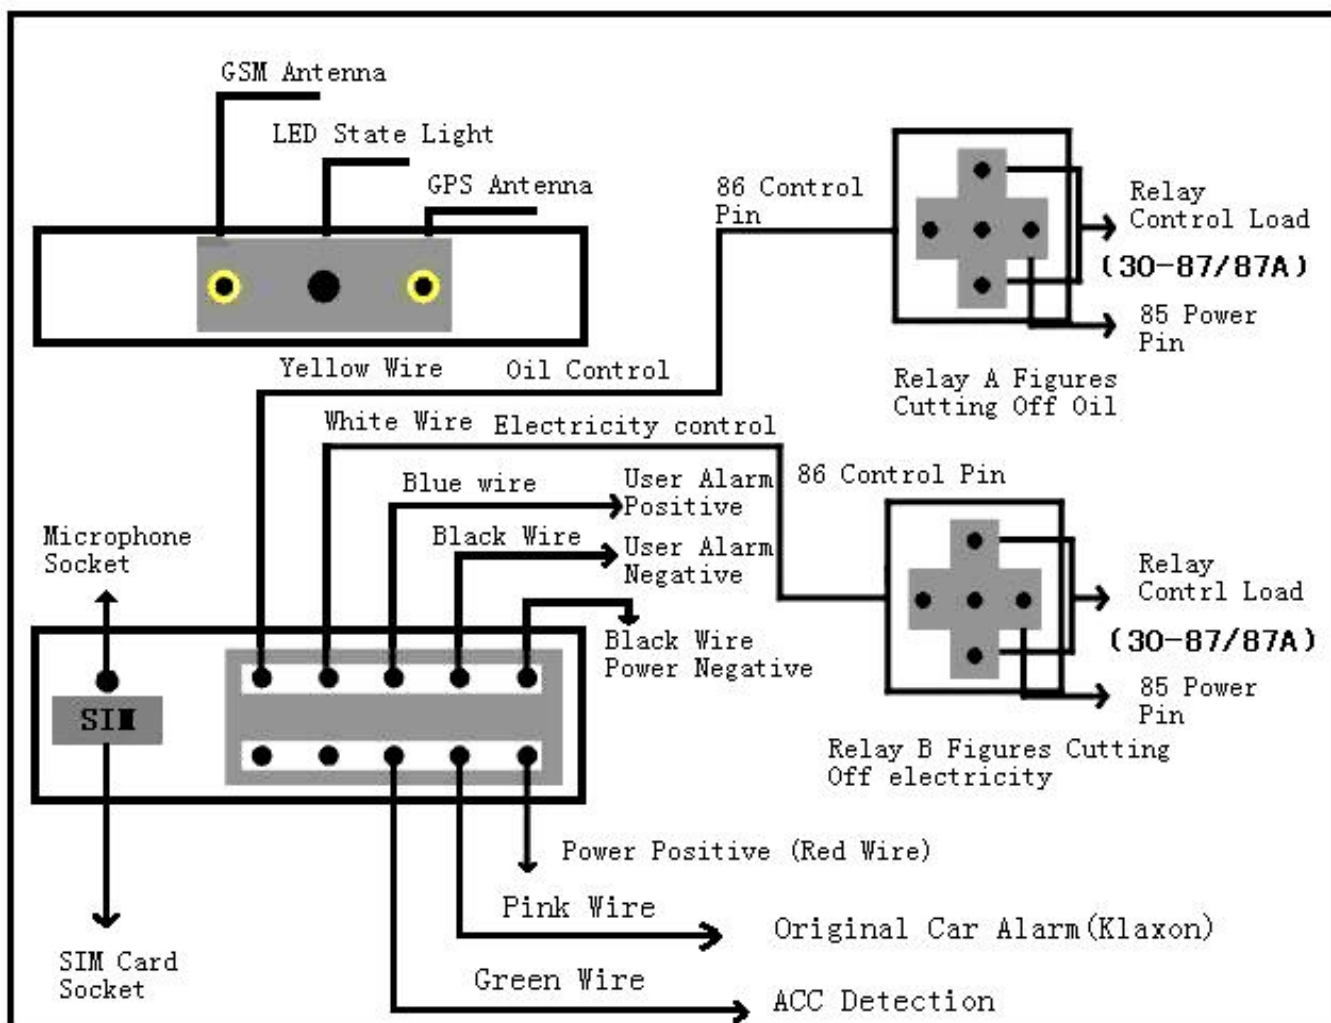 GSM Antenna
LED State Light
GPS Antenna
86 Control
Pin
Relay
Control Load
(30-87/87A)
85 Power
Pin
Relay A Figures
Cutting Off Oil
Yellow Wire
Oil Control
White Wire
Electricity control
86 Control Pin
Blue wire
User Alarm
Positive
Black Wire
User Alarm
Negative
Microphone
Socket
Black Wire
Power Negative
Relay
Contrl Load
(30-87/87A)
85 Power
Pin
SIM
Relay B Figures Cutting
Off electricity
Power Positive (Red Wire)
Pink Wire
Original Car Alarm(Klaxon)
SIM Card
Socket
Green Wire
ACC Detection